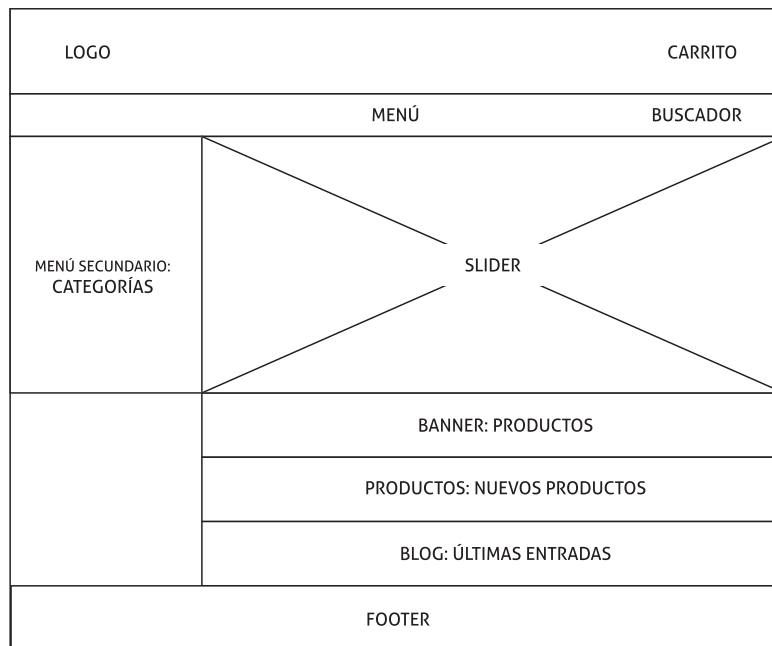 LOGO
CARRITO
MENÚ
BUSCADOR
MENÚ SECUNDARIO:
CATEGORÍAS
SLIDER
BANNER: PRODUCTOS
PRODUCTOS: NUEVOS PRODUCTOS
BLOG: ÚLTIMAS ENTRADAS
FOOTER